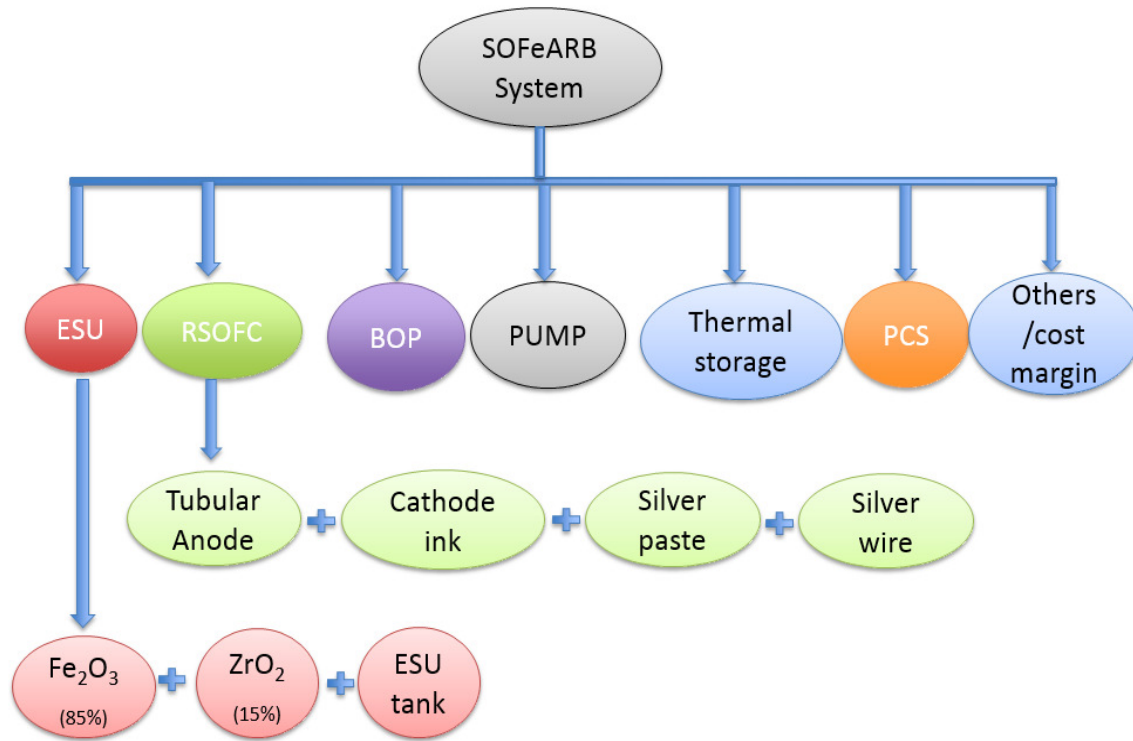 SOFeARB
System
ESU
RSOFC
BOP
PUMP
Thermal
storage
PCS
Others
/cost
margin
Tubular
Anode
Cathode
ink
Silver
paste
Silver
wire
Fe₂O₃
(85%)
ZrO₂
(15%)
ESU
tank